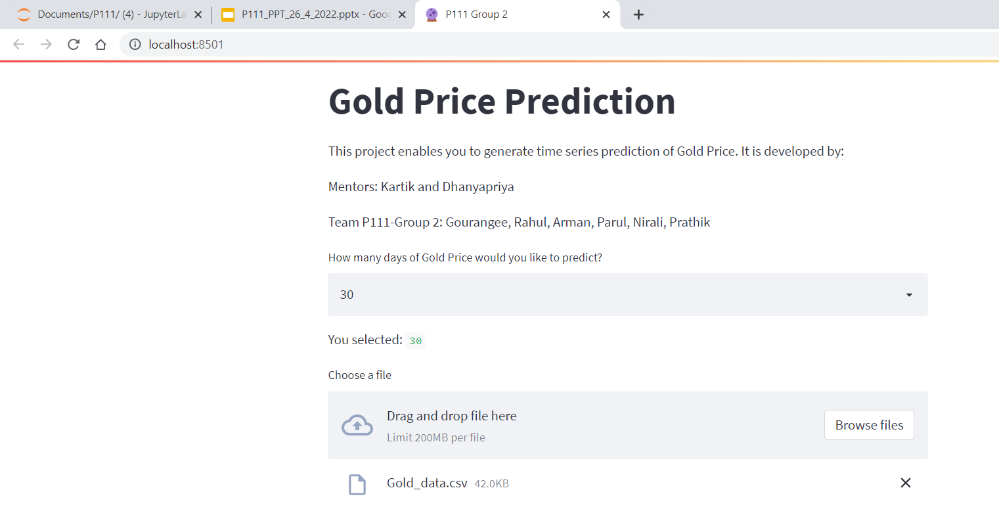 Documents/P111/ (4) - JupyterLa
P111_PPT_26_4_2022.pptx - Goog
P111 Group 2
localhost:8501
Gold Price Prediction
This project enables you to generate time series prediction of Gold Price. It is developed by:
Mentors: Kartik and Dhanyapriya
Team P111-Group 2: Gourangee, Rahul, Arman, Parul, Nirali, Prathik
How many days of Gold Price would you like to predict?
30
You selected: 30
Choose a file
Drag and drop file here
Limit 200MB per file
Browse files
Gold_data.csv 42.0KB